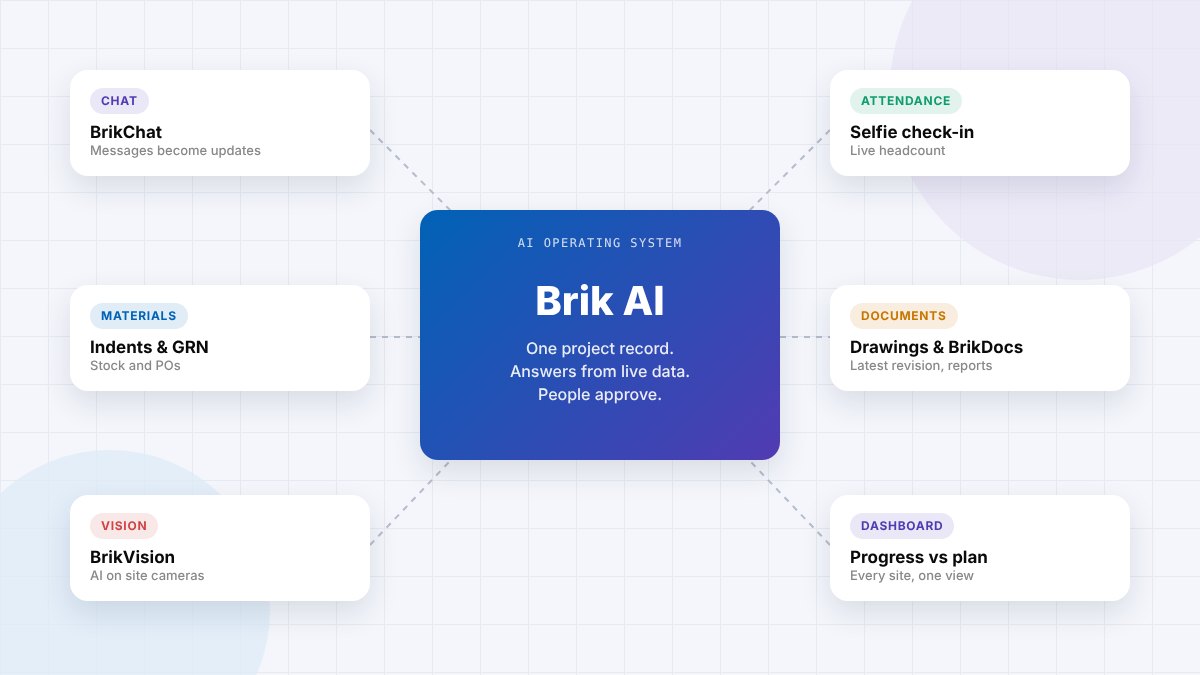 CHAT
BrikChat
Messages become updates
ATTENDANCE
Selfie check-in
Live headcount
AI OPERATING SYSTEM
Brik AI
One project record.
Answers from live data.
People approve.
MATERIALS
Indents & GRN
Stock and POs
DOCUMENTS
Drawings & BrikDocs
Latest revision, reports
VISION
BrikVision
AI on site cameras
DASHBOARD
Progress vs plan
Every site, one view